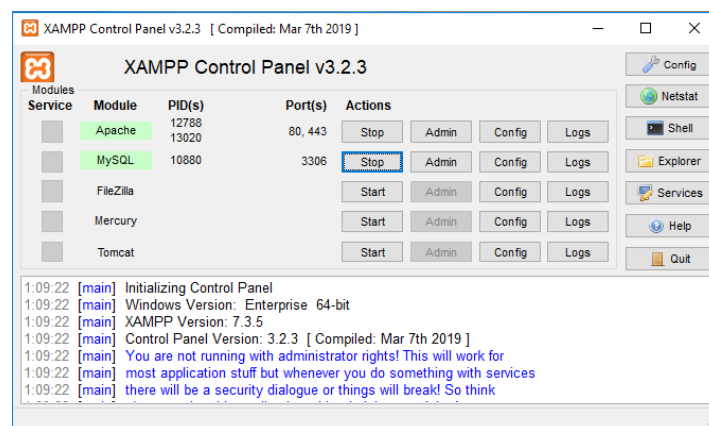 XAMPP Control Panel v3.2.3 [ Compiled: Mar 7th 2019 ]
XAMPP Control Panel v3.2.3
Config
Modules
Netstat
Service Module PID(s) Port(s) Actions
Apache 12788 13020 80, 443 Stop Admin Config Logs
Shell
MySQL 10880 3306 Stop Admin Config Logs
Explorer
FileZilla Start Admin Config Logs
Services
Mercury Start Admin Config Logs
Help
Tomcat Start Admin Config Logs
Quit
1:09:22 [main] Initializing Control Panel
1:09:22 [main] Windows Version: Enterprise 64-bit
1:09:22 [main] XAMPP Version: 7.3.5
1:09:22 [main] Control Panel Version: 3.2.3 [ Compiled: Mar 7th 2019 ]
1:09:22 [main] You are not running with administrator rights! This will work for
1:09:22 [main] most application stuff but whenever you do something with services
1:09:22 [main] there will be a security dialogue or things will break! So think